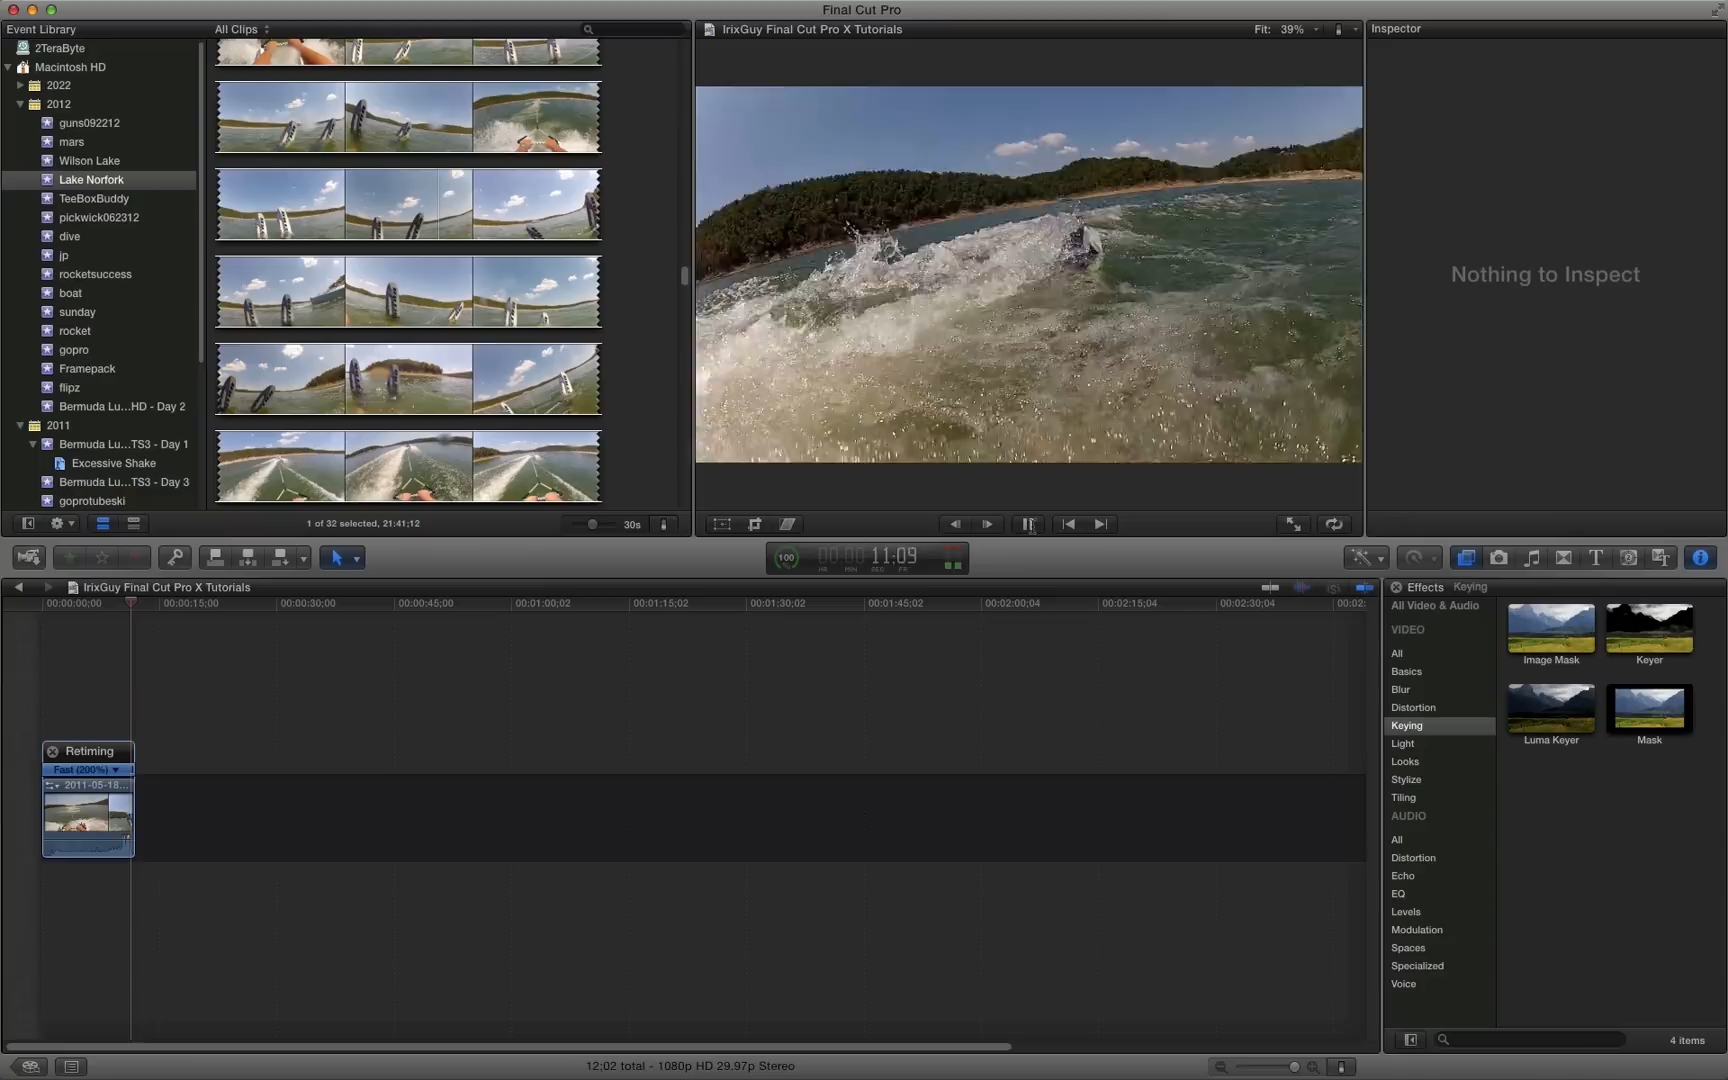 Final Cut Pro
Event Library
All Clips
IrixGuy Final Cut Pro X Tutorials
Fit: 39%
Inspector
2TeraByte
Macintosh HD
2022
2012
guns092212
mars
Wilson Lake
Lake Norfork
TeeBoxBuddy
pickwick062312
dive
jp
rocketsuccess
boat
sunday
rocket
gopro
Framepack
flipz
Bermuda Lu...HD - Day 2
2011
Bermuda Lu...TS3 - Day 1
Excessive Shake
Bermuda Lu...TS3 - Day 3
goprotubeski
Nothing to Inspect
1 of 32 selected, 21:41;12
30s
100
00:00:11;09
HR MIN SEC FR
IrixGuy Final Cut Pro X Tutorials
00:00:00;00
00:00:15;00
00:00:30;00
00:00:45;00
00:01:00;02
00:01:15;02
00:01:30;02
00:01:45;02
00:02:00;04
00:02:15;04
00:02:30;04
00:02:
Retiming
Fast (200%)
2011-05-18...
Effects
Keying
All Video & Audio
VIDEO
All
Basics
Blur
Distortion
Keying
Light
Looks
Stylize
Tiling
AUDIO
All
Distortion
Echo
EQ
Levels
Modulation
Spaces
Specialized
Voice
Image Mask
Keyer
Luma Keyer
Mask
4 items
12;02 total - 1080p HD 29.97p Stereo